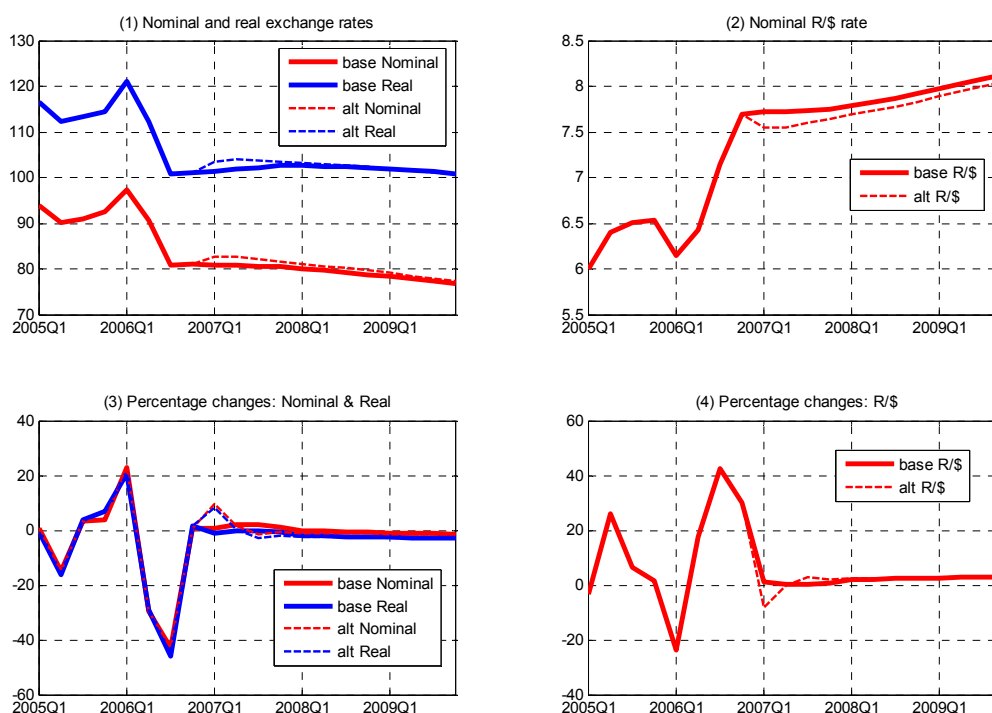 (1) Nominal and real exchange rates
130
120
110
100
90
80
70
2005Q1 2006Q1 2007Q1 2008Q1 2009Q1
base Nominal
base Real
alt Nominal
alt Real
(2) Nominal R/$ rate
8.5
8
7.5
7
6.5
6
5.5
2005Q1 2006Q1 2007Q1 2008Q1 2009Q1
base R/$
alt R/$
(3) Percentage changes: Nominal & Real
40
20
0
-20
-40
-60
2005Q1 2006Q1 2007Q1 2008Q1 2009Q1
base Nominal
base Real
alt Nominal
alt Real
(4) Percentage changes: R/$
60
40
20
0
-20
-40
2005Q1 2006Q1 2007Q1 2008Q1 2009Q1
base R/$
alt R/$